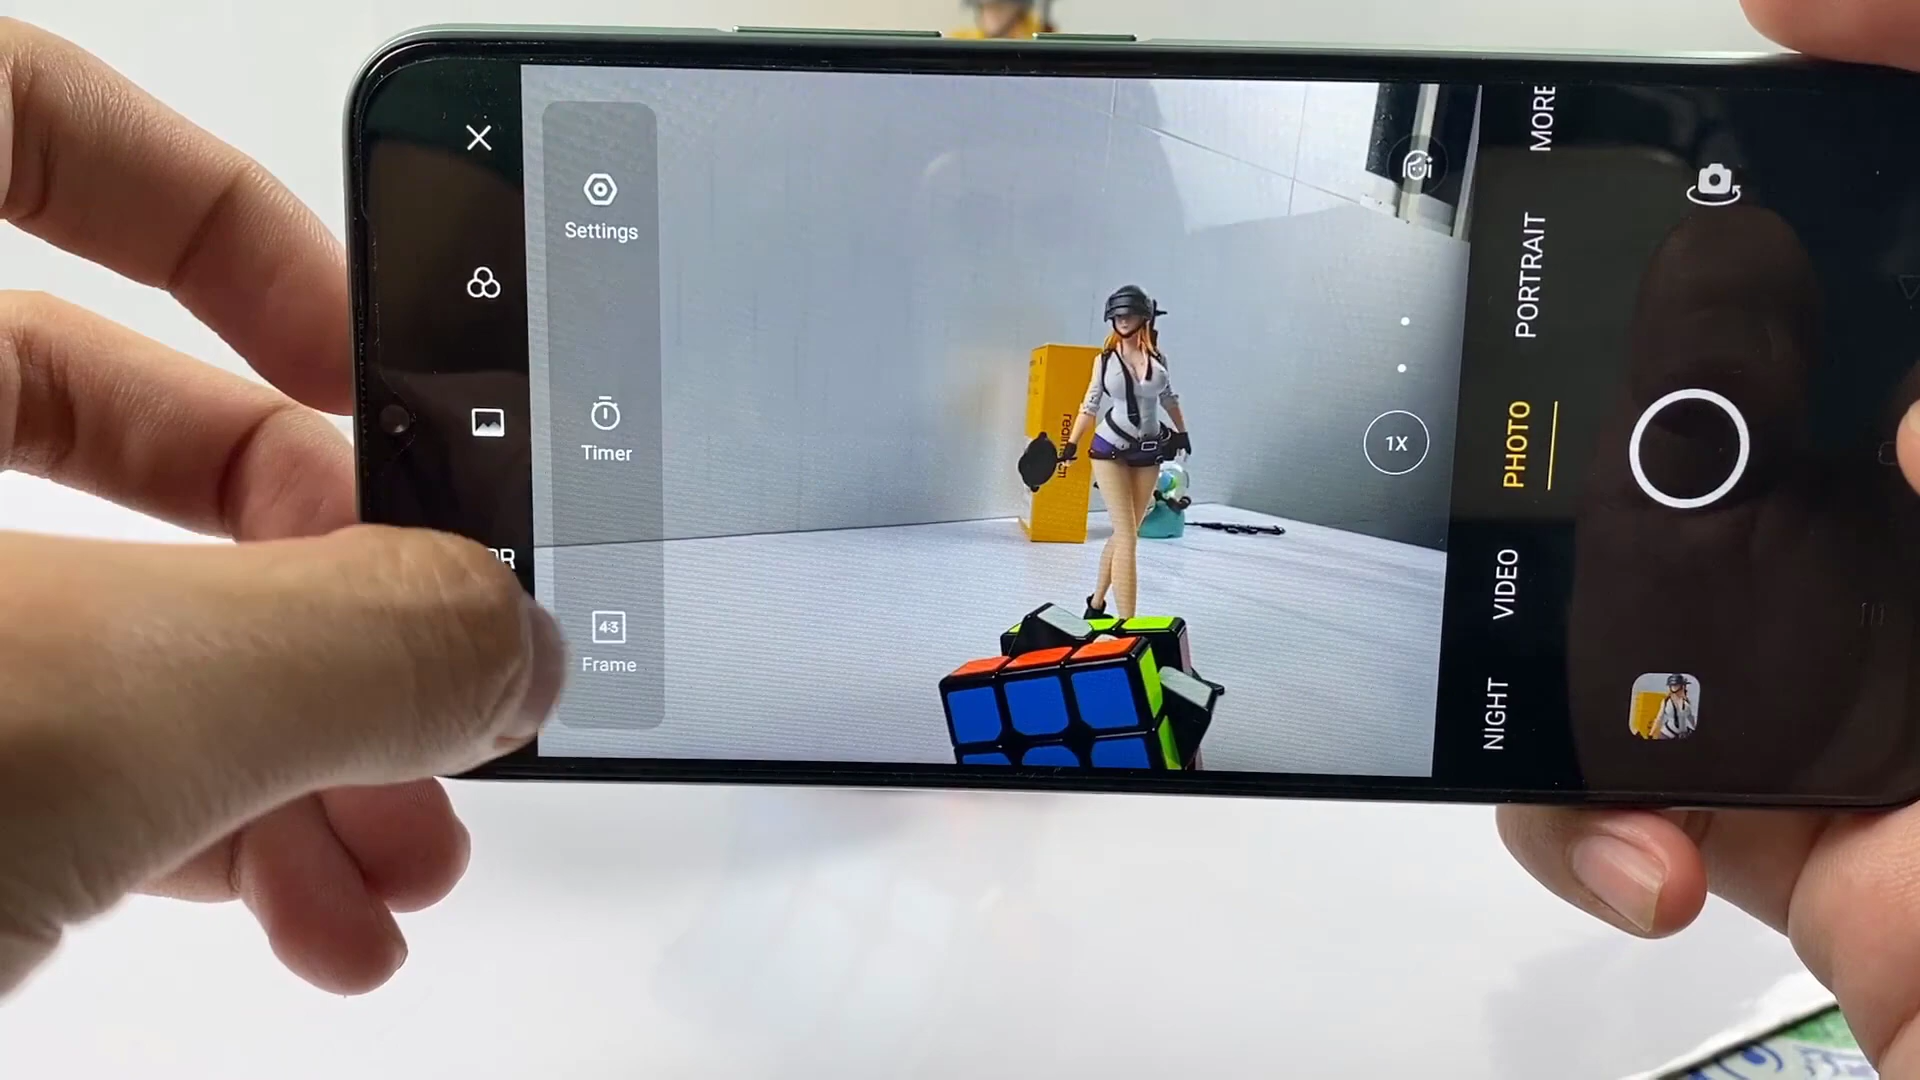 Settings
Timer
4:3
Frame
1X
MORE
PORTRAIT
PHOTO
VIDEO
NIGHT